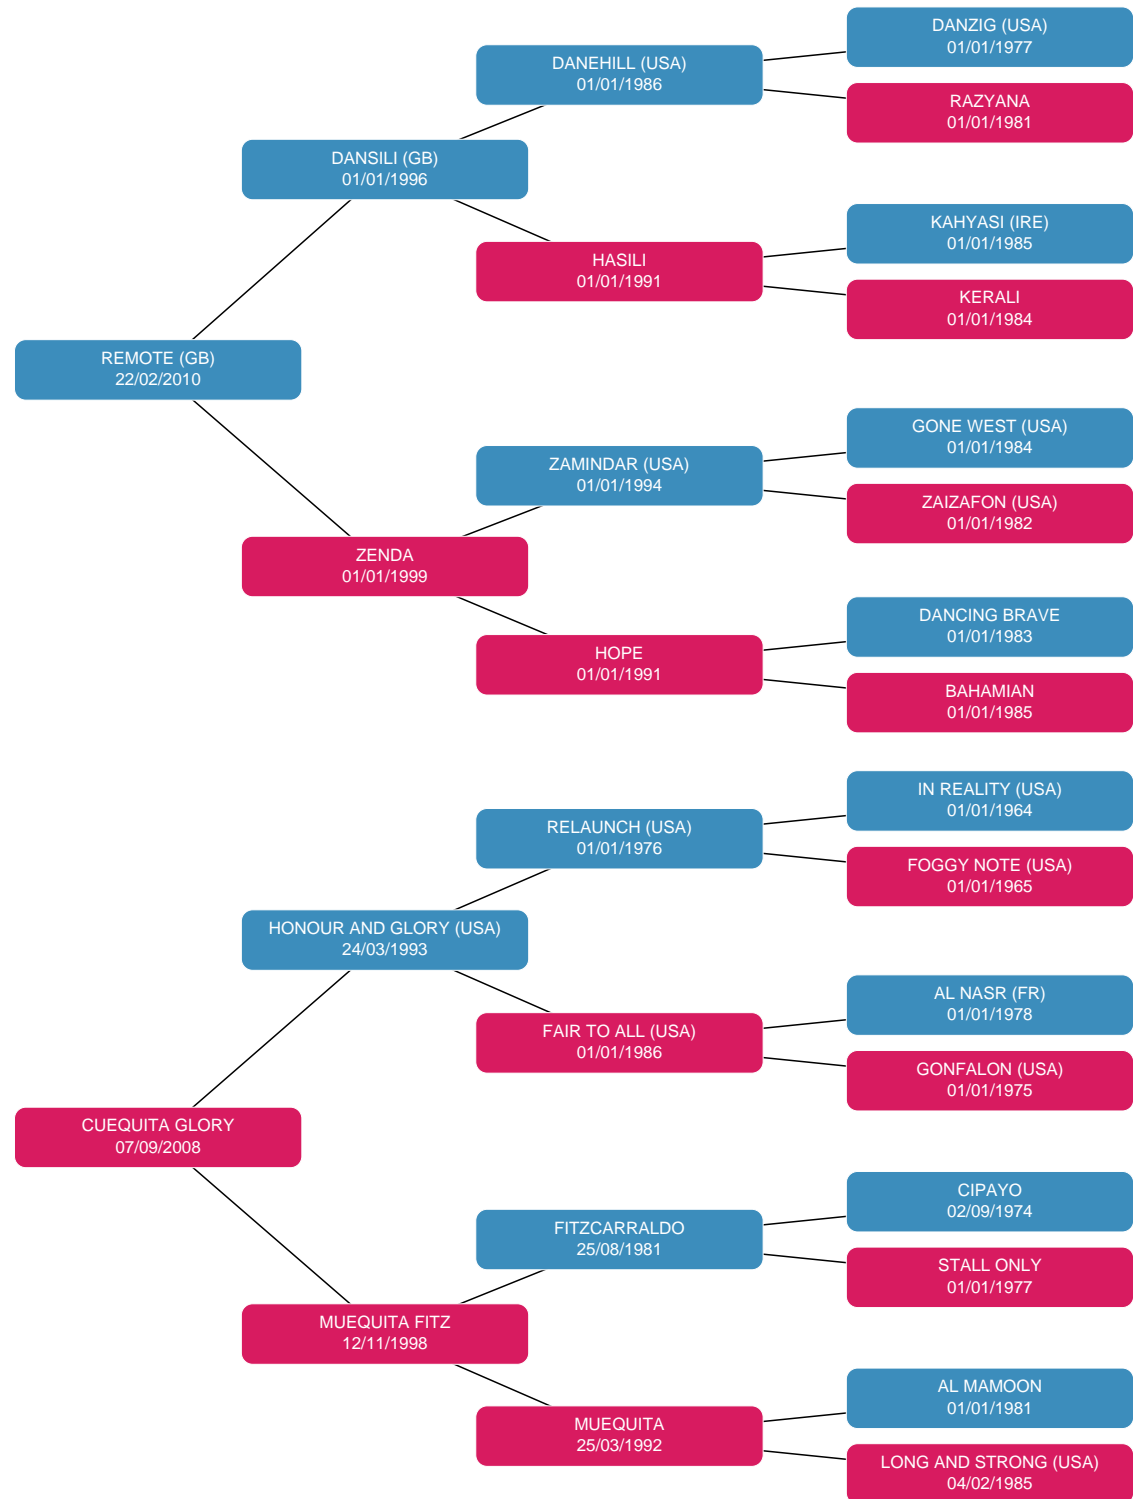 DANZIG (USA)
01/01/1977
DANEHILL (USA)
01/01/1986
RAZYANA
01/01/1981
DANSILI (GB)
01/01/1996
KAHYASI (IRE)
01/01/1985
HASILI
01/01/1991
KERALI
01/01/1984
REMOTE (GB)
22/02/2010
GONE WEST (USA)
01/01/1984
ZAMINDAR (USA)
01/01/1994
ZAIZAFON (USA)
01/01/1982
ZENDA
01/01/1999
DANCING BRAVE
01/01/1983
HOPE
01/01/1991
BAHAMIAN
01/01/1985
IN REALITY (USA)
01/01/1964
RELAUNCH (USA)
01/01/1976
FOGGY NOTE (USA)
01/01/1965
HONOUR AND GLORY (USA)
24/03/1993
AL NASR (FR)
01/01/1978
FAIR TO ALL (USA)
01/01/1986
GONFALON (USA)
01/01/1975
CUEQUITA GLORY
07/09/2008
CIPAYO
02/09/1974
FITZCARRALDO
25/08/1981
STALL ONLY
01/01/1977
MUEQUITA FITZ
12/11/1998
AL MAMOON
01/01/1981
MUEQUITA
25/03/1992
LONG AND STRONG (USA)
04/02/1985